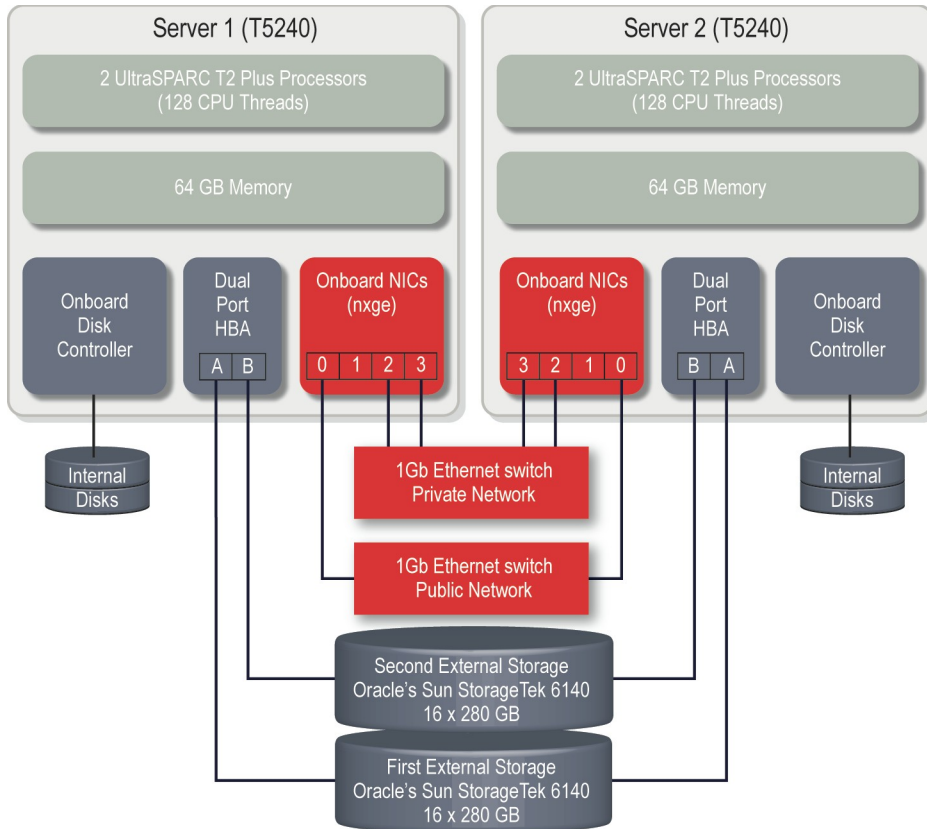 Server 1 (T5240)
2 UltraSPARC T2 Plus Processors
(128 CPU Threads)
64 GB Memory
Onboard
Disk
Controller
Dual
Port
HBA
A B
Onboard NICs
(nxge)
0 1 2 3
Internal
Disks
Server 2 (T5240)
2 UltraSPARC T2 Plus Processors
(128 CPU Threads)
64 GB Memory
Onboard NICs
(nxge)
3 2 1 0
Dual
Port
HBA
B A
Onboard
Disk
Controller
Internal
Disks
1Gb Ethernet switch
Private Network
1Gb Ethernet switch
Public Network
Second External Storage
Oracle's Sun StorageTek 6140
16 x 280 GB
First External Storage
Oracle's Sun StorageTek 6140
16 x 280 GB